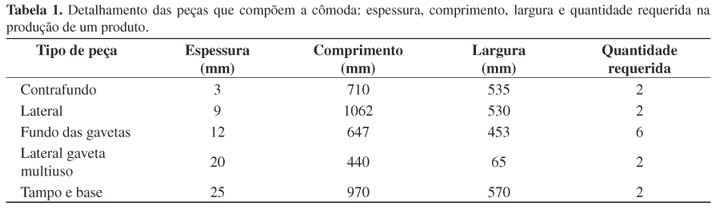 Tabela 1. Detalhamento das peças que compõem a cômoda: espessura, comprimento, largura e quantidade requerida na
produção de um produto.
Tipo de peça Espessura (mm) Comprimento (mm) Largura (mm) Quantidade requerida
Contrafundo 3 710 535 2
Lateral 9 1062 530 2
Fundo das gavetas 12 647 453 6
Lateral gaveta multiuso 20 440 65 2
Tampo e base 25 970 570 2